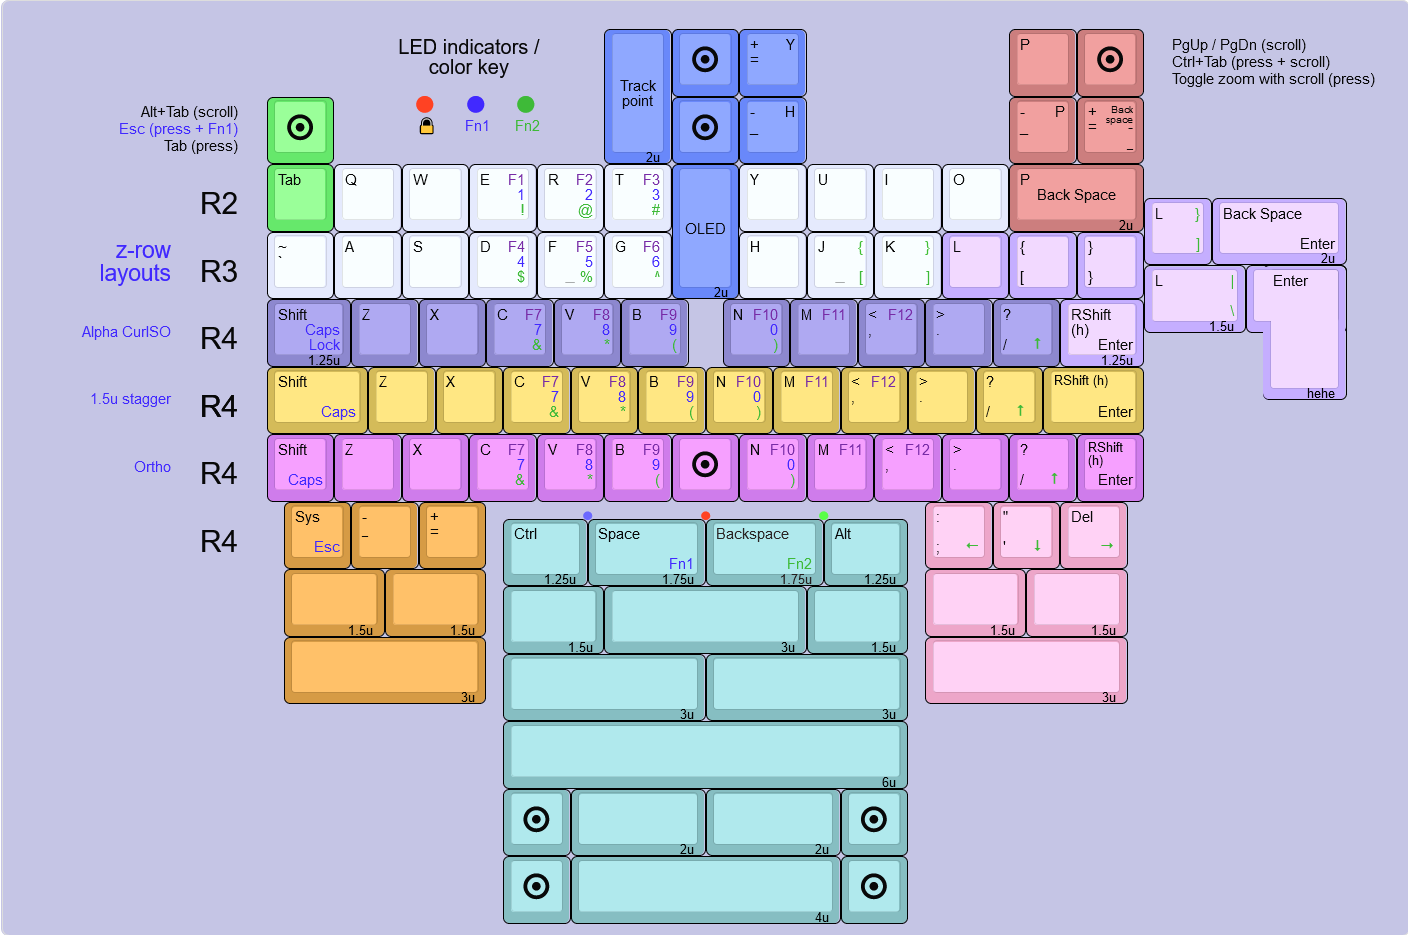 LED indicators /
color key
Fn1
Fn2
Alt+Tab (scroll)
Esc (press + Fn1)
Tab (press)
Track
point
2u
+ Y
=
- H
_
P
- P
_
+ Back
space
= -
_
PgUp / PgDn (scroll)
Ctrl+Tab (press + scroll)
Toggle zoom with scroll (press)
R2
Tab
Q
W
E F1
1
!
R F2
2
@
T F3
3
#
OLED
2u
Y
U
I
O
P
Back Space
2u
z-row
layouts
R3
~
`
A
S
D F4
4
$
F F5
5
_ %
G F6
6
^
H
J {
_ [
K }
]
L
{
[
}
}
L }
]
Back Space
Enter
2u
L |
\
1.5u
Enter
hehe
Alpha CurlSO
R4
Shift
Caps
Lock
1.25u
Z
X
C F7
7
&
V F8
8
*
B F9
9
(
N F10
0
)
M F11
< F12
,
>
.
?
/ ↑
RShift
(h)
Enter
1.25u
1.5u stagger
R4
Shift
Caps
Z
X
C F7
7
&
V F8
8
*
B F9
9
(
N F10
0
)
M F11
< F12
,
>
.
?
/ ↑
RShift (h)
Enter
Ortho
R4
Shift
Caps
Z
X
C F7
7
&
V F8
8
*
B F9
9
(
N F10
0
)
M F11
< F12
,
>
.
?
/ ↑
RShift
(h)
Enter
R4
Sys
Esc
-
_
+
=
Ctrl
1.25u
Space
Fn1
1.75u
Backspace
Fn2
1.75u
Alt
1.25u
:
; ←
"
' ↓
Del
→
1.5u
1.5u
1.5u
3u
1.5u
1.5u
1.5u
3u
3u
3u
3u
6u
2u
2u
4u